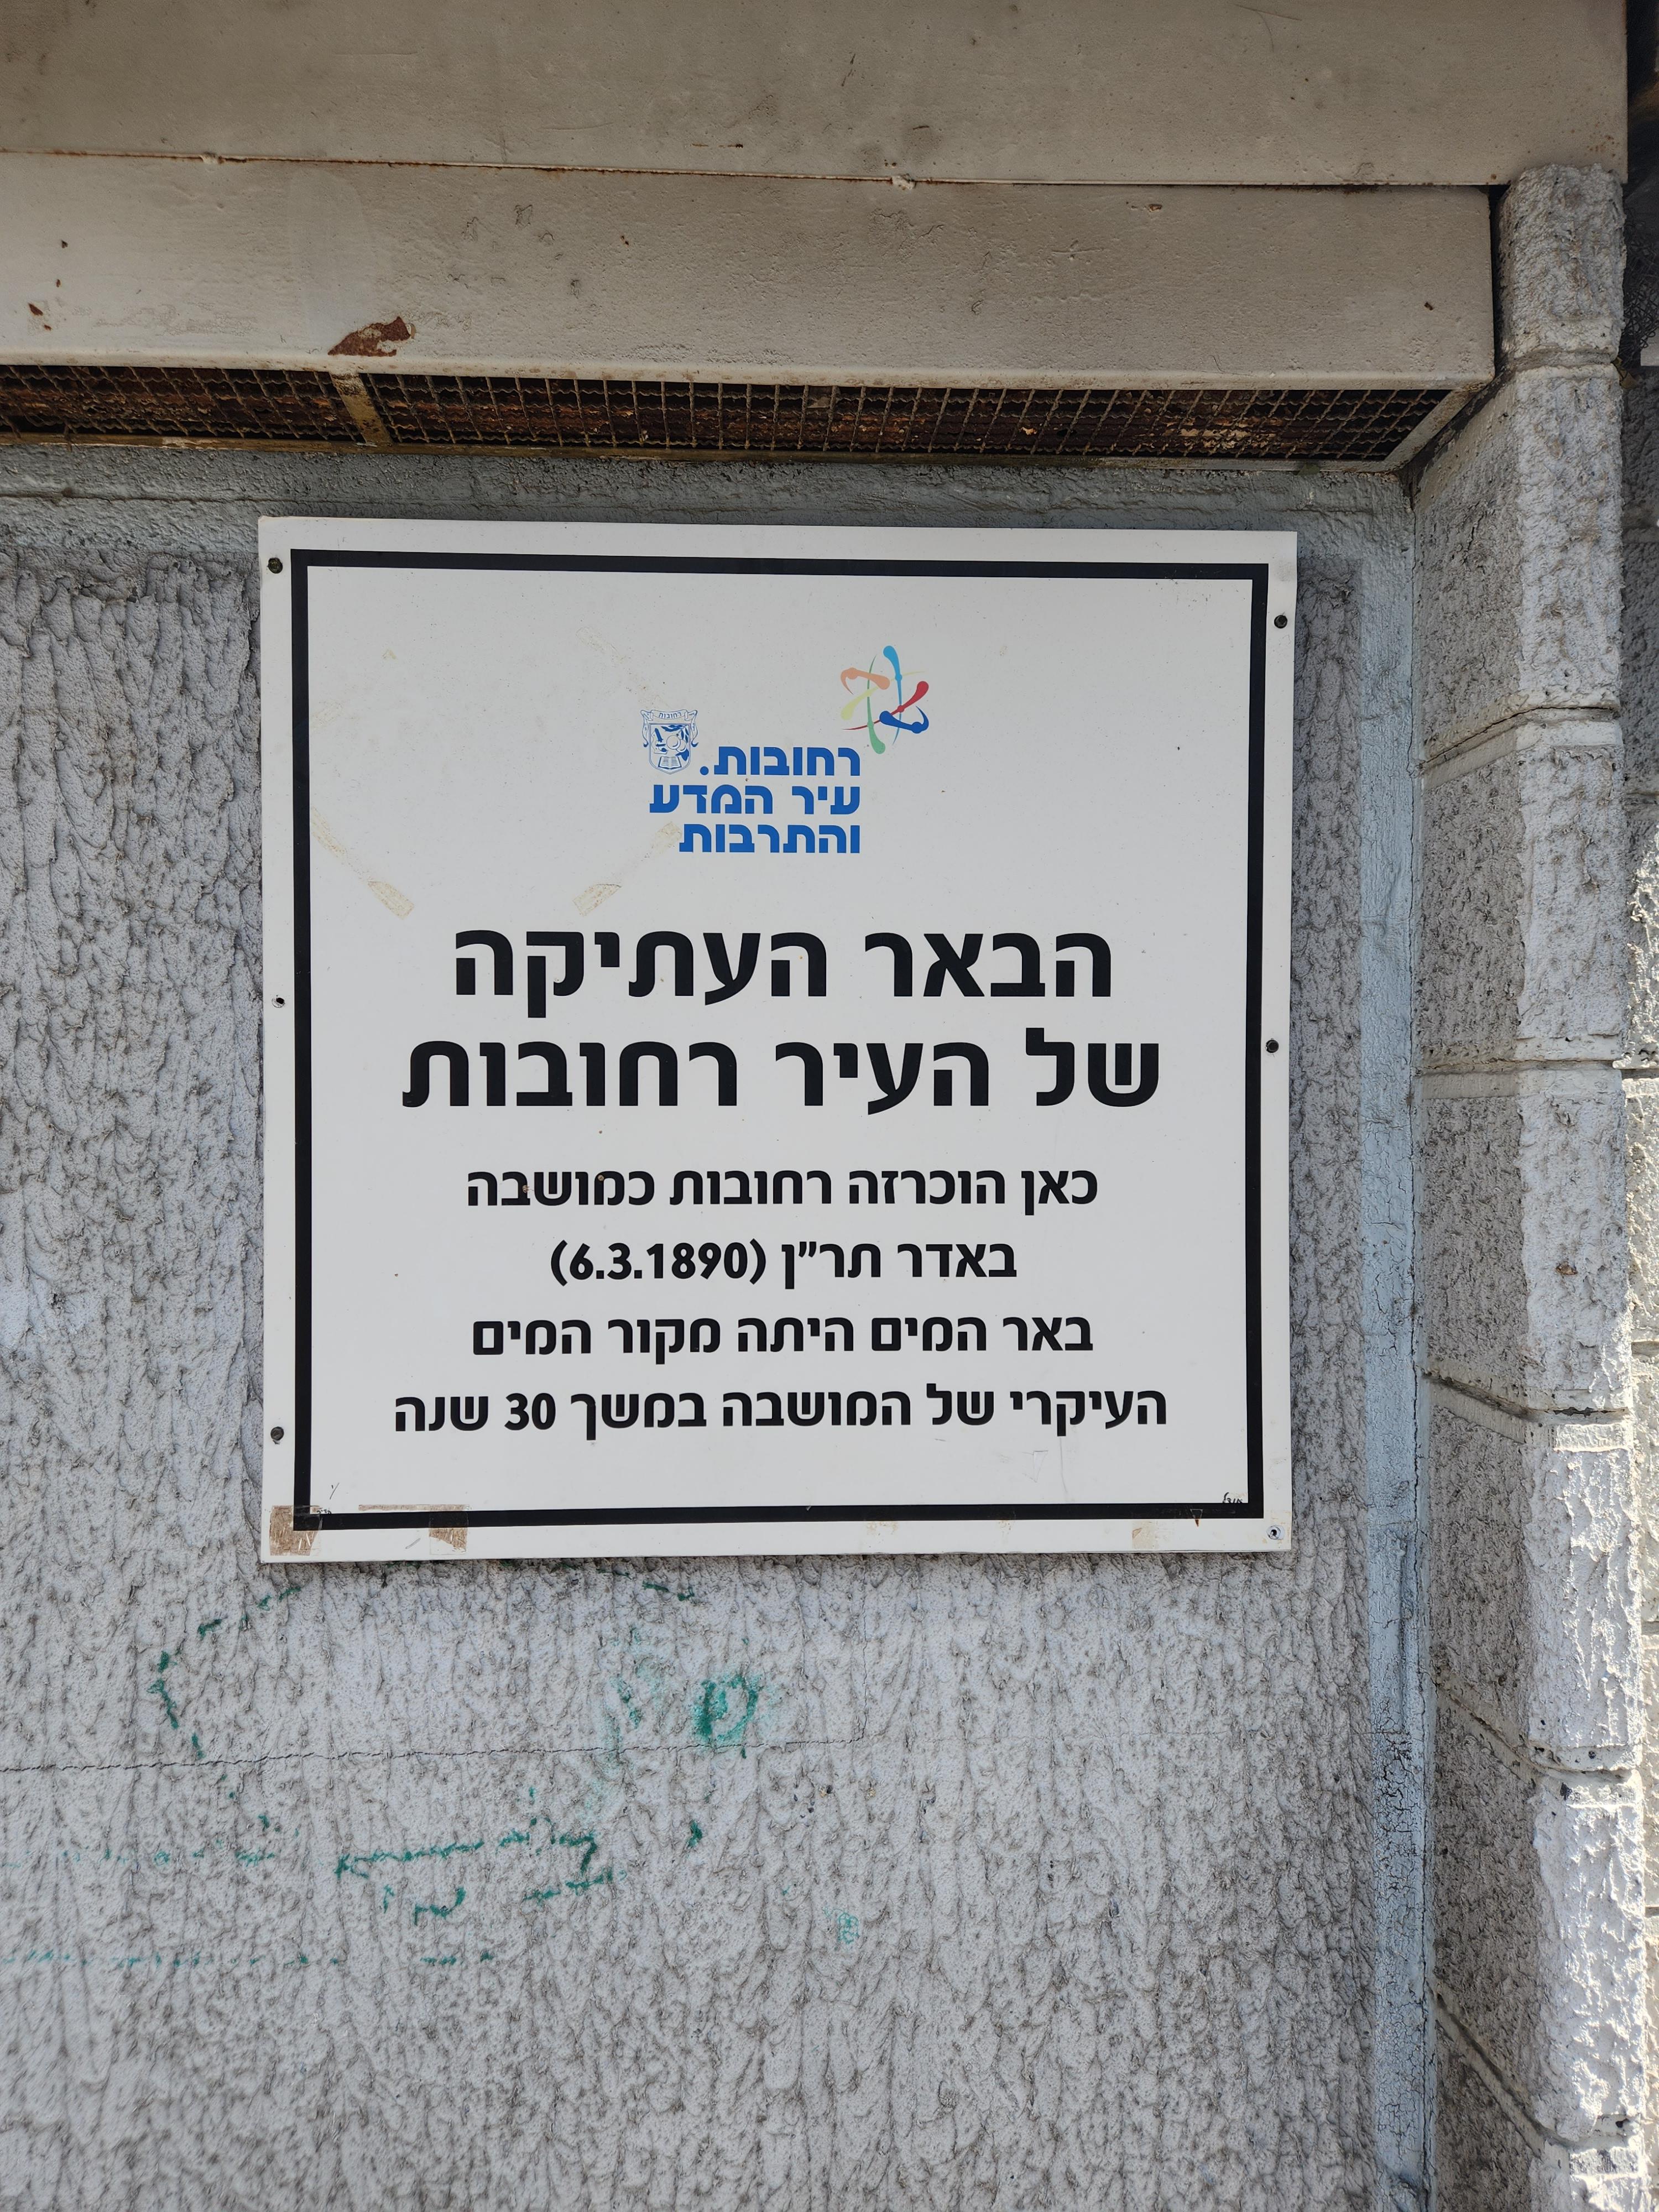 רחובות
רחובות.
עיר המדע
והתרבות
הבאר העתיקה
של העיר רחובות
כאן הוכרזה רחובות כמושבה
באדר תר"ן (6.3.1890)
באר המים היתה מקור המים
העיקרי של המושבה במשך 30 שנה